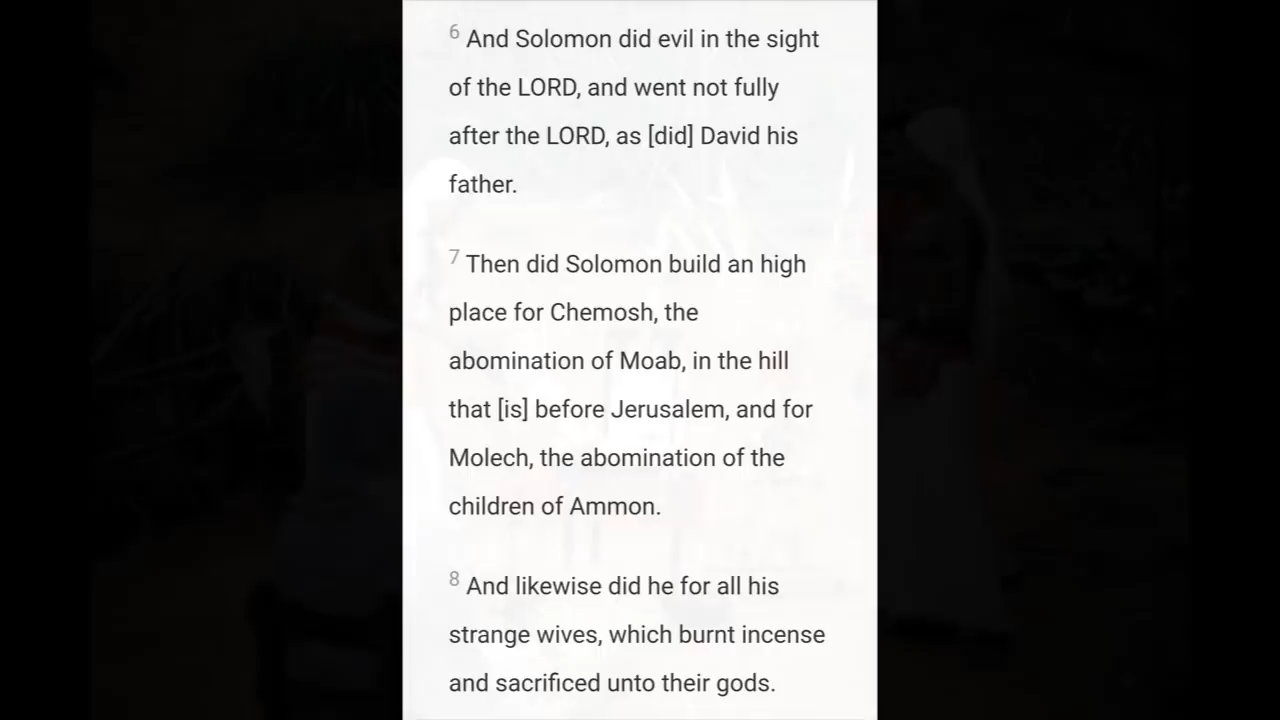 6 And Solomon did evil in the sight
of the LORD, and went not fully
after the LORD, as [did] David his
father.
7 Then did Solomon build an high
place for Chemosh, the
abomination of Moab, in the hill
that [is] before Jerusalem, and for
Molech, the abomination of the
children of Ammon.
8 And likewise did he for all his
strange wives, which burnt incense
and sacrificed unto their gods.